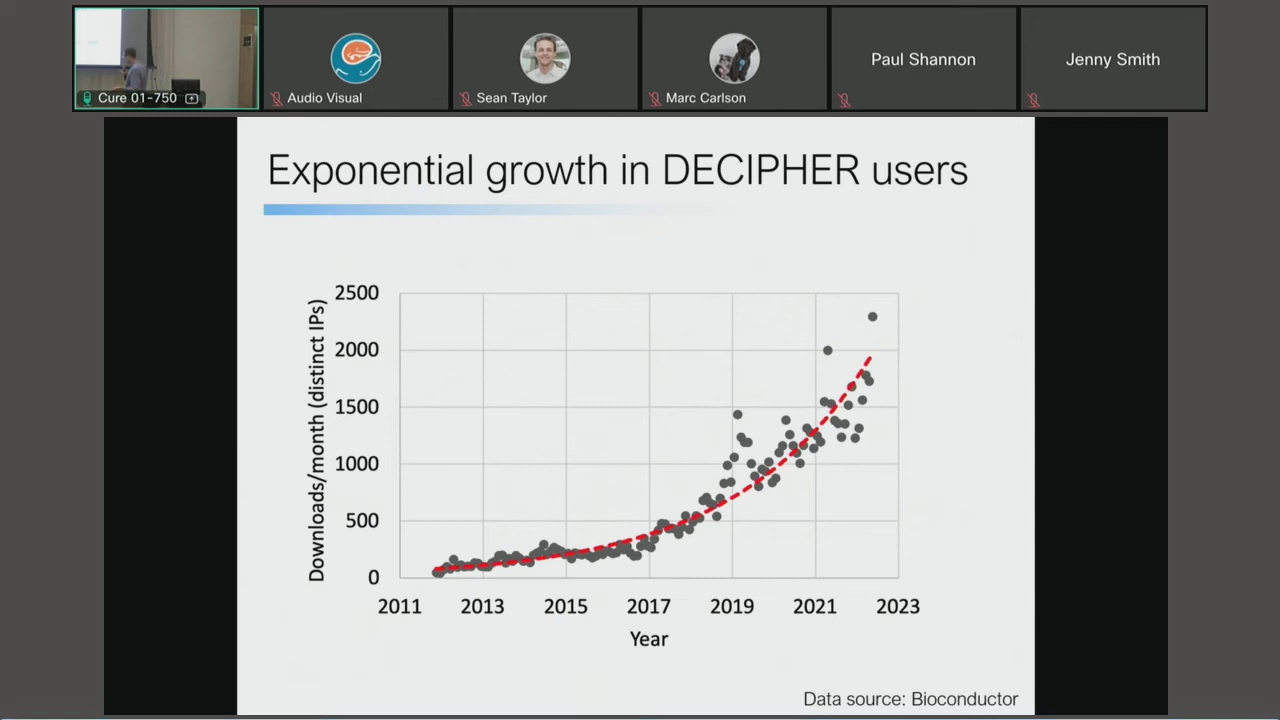 Cure 01-750
Audio Visual
Sean Taylor
Marc Carlson
Paul Shannon
Jenny Smith
Exponential growth in DECIPHER users
Downloads/month (distinct IPs)
2500
2000
1500
1000
500
0
2011 2013 2015 2017 2019 2021 2023
Year
Data source: Bioconductor